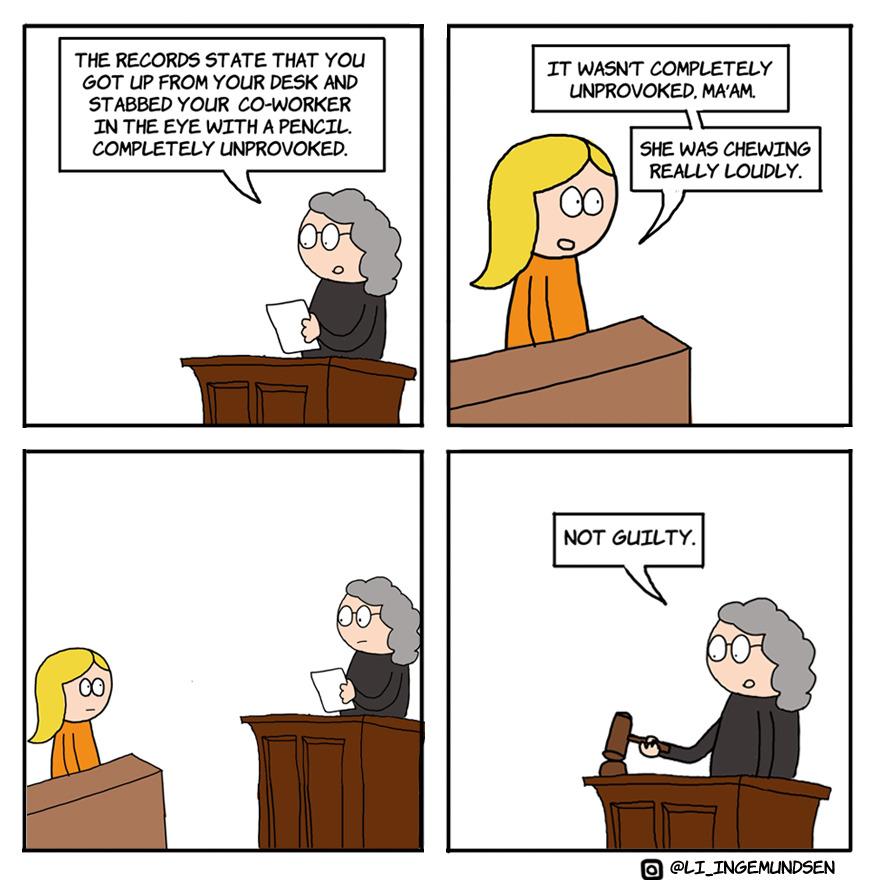 THE RECORDS STATE THAT YOU
GOT UP FROM YOUR DESK AND
STABBED YOUR CO-WORKER
IN THE EYE WITH A PENCIL.
COMPLETELY UNPROVOKED.
IT WASN'T COMPLETELY
UNPROVOKED, MA'AM.
SHE WAS CHEWING
REALLY LOUDLY.
NOT GUILTY.
@LI_INGEMUNDSEN